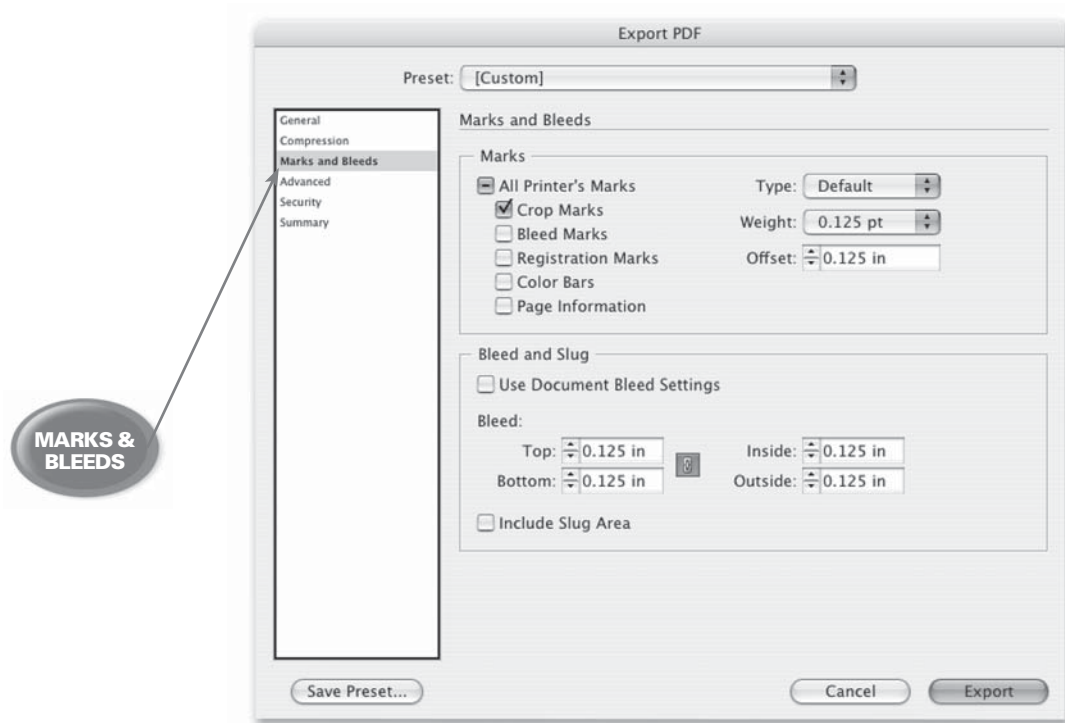 Export PDF
Preset: [Custom]
General
Compression
Marks and Bleeds
Advanced
Security
Summary
Marks and Bleeds
Marks
All Printer's Marks
Crop Marks
Bleed Marks
Registration Marks
Color Bars
Page Information
Type: Default
Weight: 0.125 pt
Offset: 0.125 in
Bleed and Slug
Use Document Bleed Settings
Bleed:
Top: 0.125 in
Bottom: 0.125 in
Inside: 0.125 in
Outside: 0.125 in
Include Slug Area
MARKS &
BLEEDS
Save Preset...
Cancel
Export